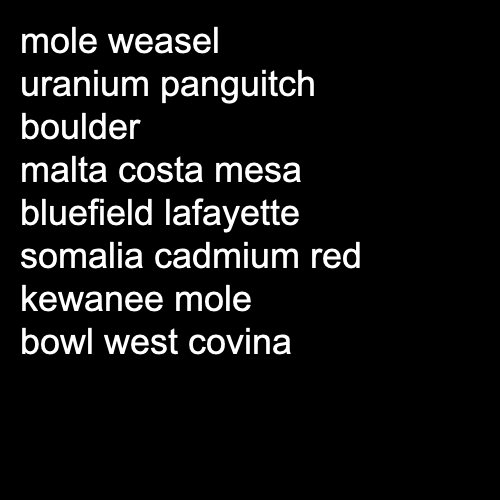 mole weasel
uranium panguitch
boulder
malta costa mesa
bluefield lafayette
somalia cadmium red
kewanee mole
bowl west covina